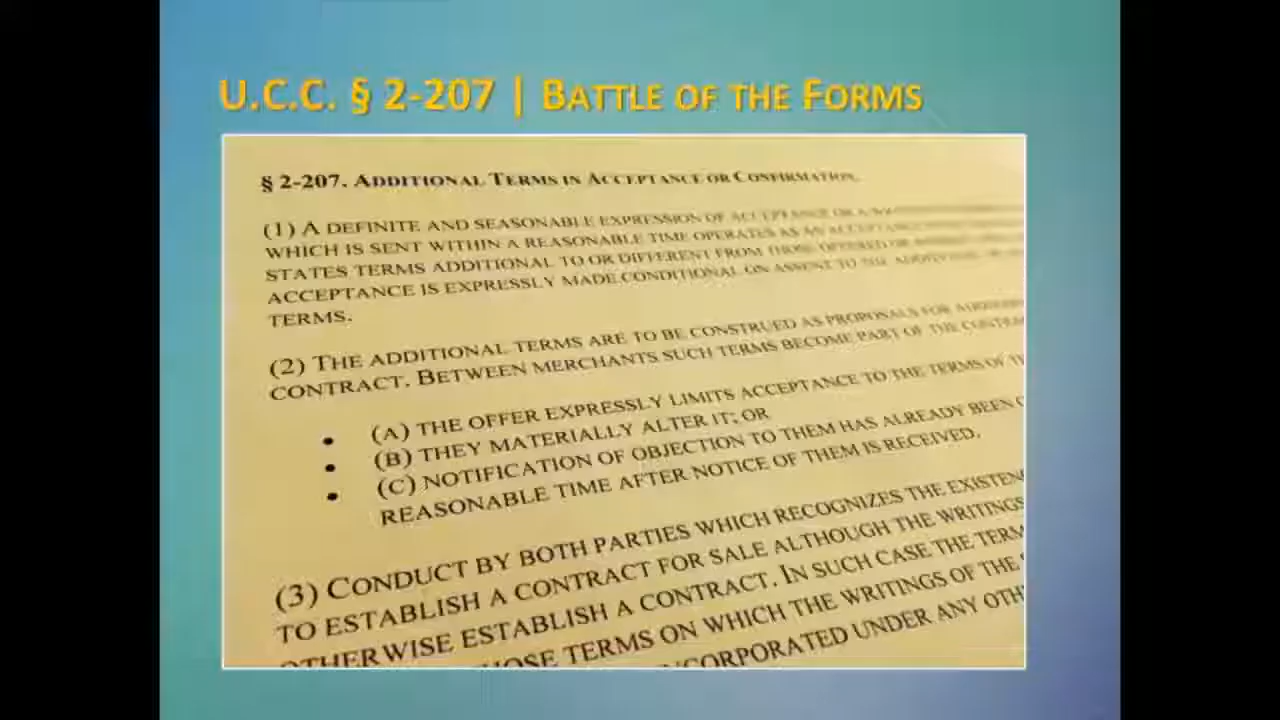 U.C.C. § 2-207 | BATTLE OF THE FORMS
§ 2-207. ADDITIONAL TERMS IN ACCEPTANCE OR CONFIRMATION.
(1) A DEFINITE AND SEASONABLE EXPRESSION OF ACCEPTANCE OR A
WHICH IS SENT WITHIN A REASONABLE TIME OPERATES AS AN ACCEPTANCE
STATES TERMS ADDITIONAL TO OR DIFFERENT FROM THOSE OFFERED OR
ACCEPTANCE IS EXPRESSLY MADE CONDITIONAL ON ASSENT TO THE ADDITIONAL
TERMS.
(2) THE ADDITIONAL TERMS ARE TO BE CONSTRUED AS PROPOSALS FOR
CONTRACT. BETWEEN MERCHANTS SUCH TERMS BECOME PART OF THE
• (A) THE OFFER EXPRESSLY LIMITS ACCEPTANCE TO THE TERMS OF
• (B) THEY MATERIALLY ALTER IT; OR
• (C) NOTIFICATION OF OBJECTION TO THEM HAS ALREADY BEEN
REASONABLE TIME AFTER NOTICE OF THEM IS RECEIVED.
(3) CONDUCT BY BOTH PARTIES WHICH RECOGNIZES THE
TO ESTABLISH A CONTRACT FOR SALE ALTHOUGH THE WRITINGS
OTHERWISE ESTABLISH A CONTRACT. IN SUCH CASE THE
THOSE TERMS ON WHICH THE WRITINGS OF THE
INCORPORATED UNDER ANY